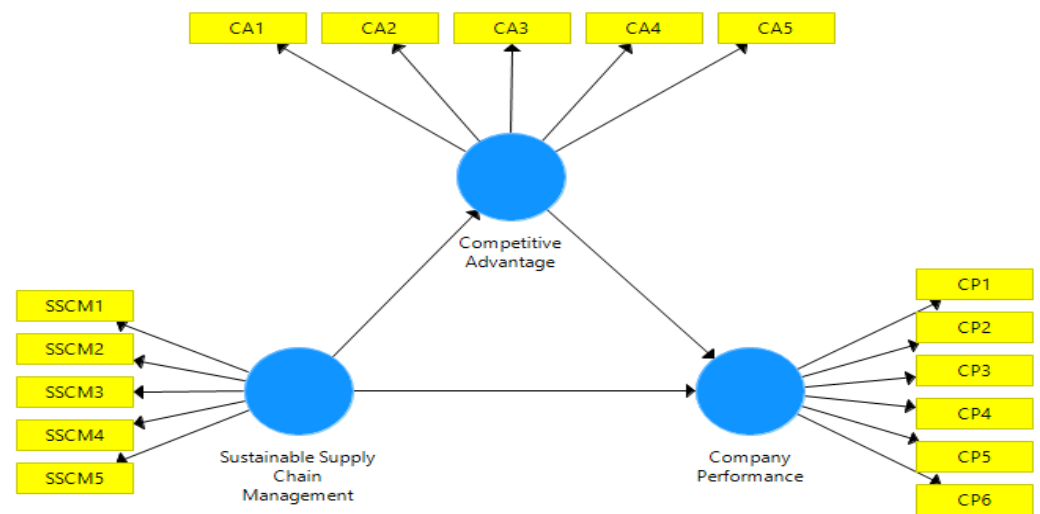 CA1
CA2
CA3
CA4
CA5
Competitive
Advantage
SSCM1
SSCM2
SSCM3
SSCM4
SSCM5
Sustainable Supply
Chain
Management
Company
Performance
CP1
CP2
CP3
CP4
CP5
CP6